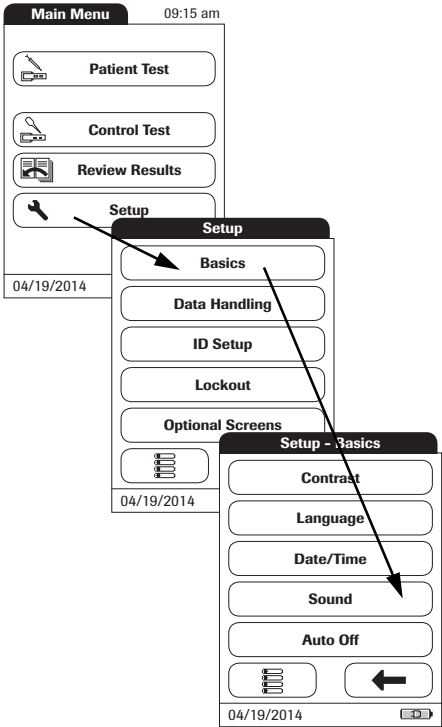 Main Menu
09:15 am
Patient Test
Control Test
Review Results
Setup
04/19/2014
Setup
Basics
Data Handling
ID Setup
Lockout
Optional Screens
04/19/2014
Setup - Basics
Contrast
Language
Date/Time
Sound
Auto Off
04/19/2014